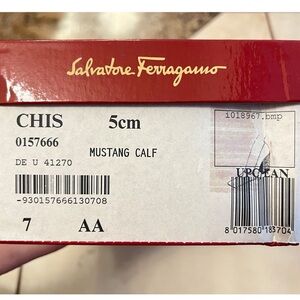 Salvatore Ferragamo
CHIS 5cm
0157666
MUSTANG CALF
DE U 41270
1018967.bmp
-930157666130708
7 AA
8 017580 183704